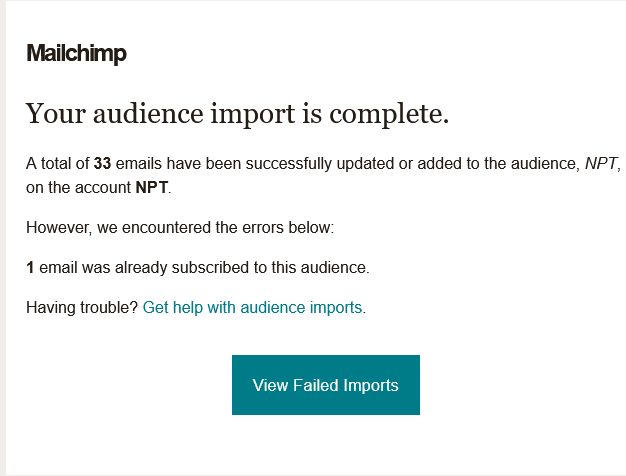 Mailchimp
Your audience import is complete.
A total of 33 emails have been successfully updated or added to the audience, NPT,
on the account NPT.
However, we encountered the errors below:
1 email was already subscribed to this audience.
Having trouble? Get help with audience imports.
View Failed Imports